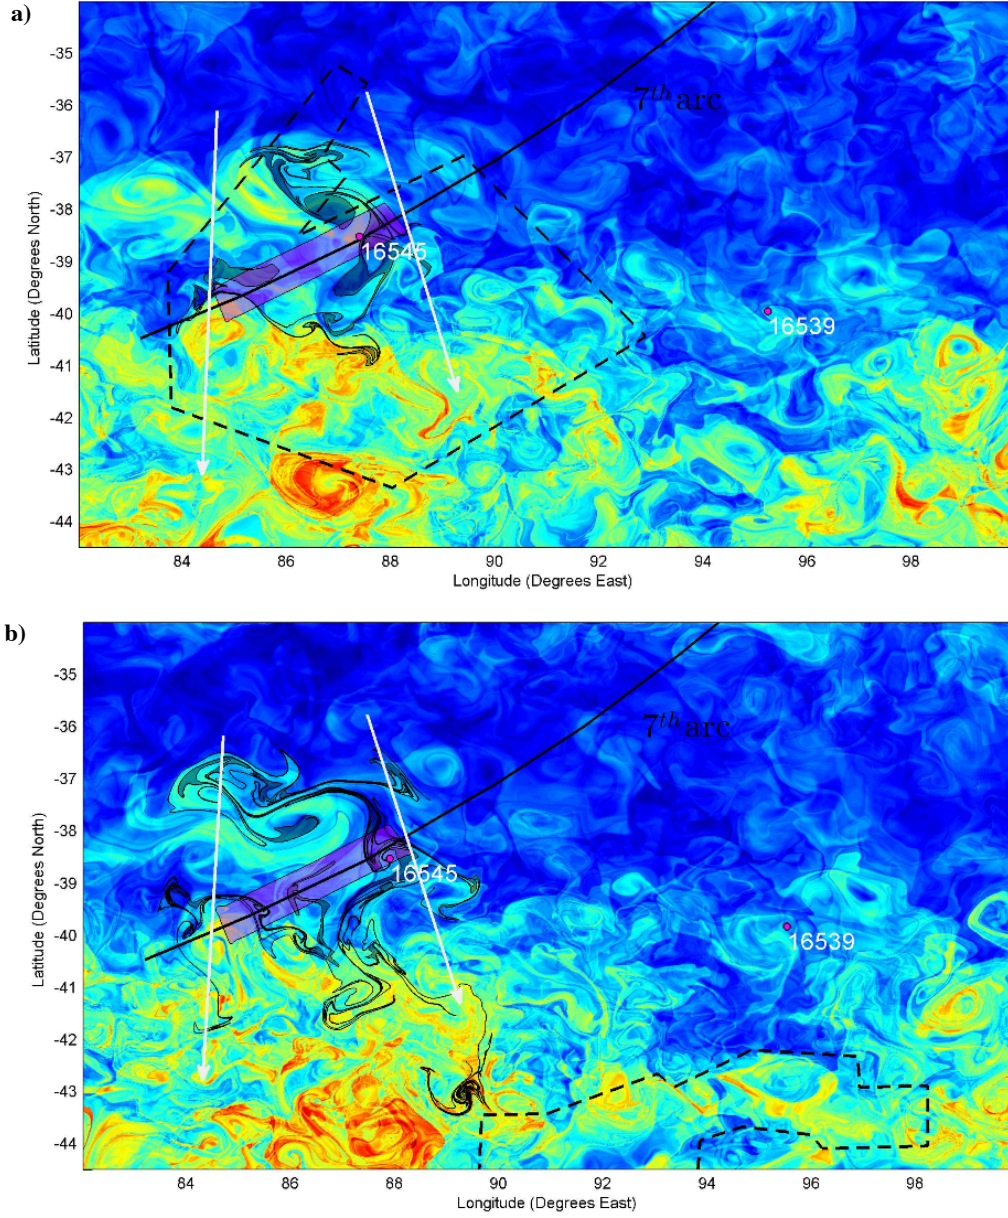 a)
-35
-36
-37
-38
-39
-40
-41
-42
-43
-44
Latitude (Degrees North)
7th arc
16545
16539
84 86 88 90 92 94 96 98
Longitude (Degrees East)
b)
-35
-36
-37
-38
-39
-40
-41
-42
-43
-44
Latitude (Degrees North)
7th arc
16545
16539
84 86 88 90 92 94 96 98
Longitude (Degrees East)